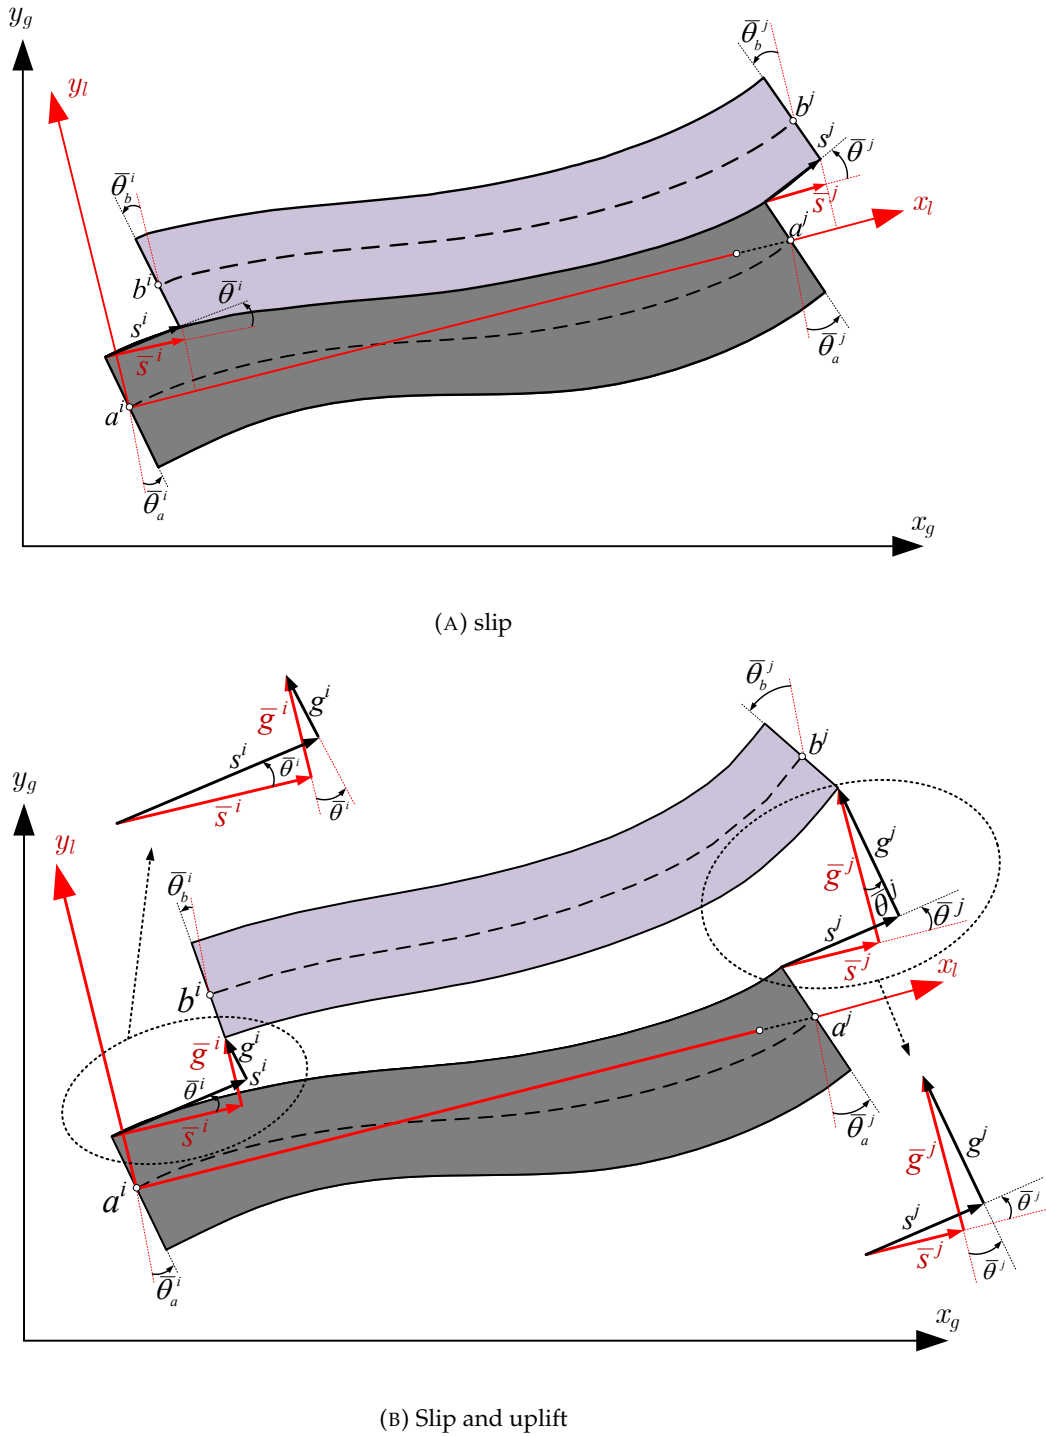 y_g
θ̄_b^j
y_l
b^j
s^j
θ̄^j
θ̄_b^i
s̄^j
x_l
a^j
b^i
θ̄^i
s^i
s̄^i
θ̄_a^j
a^i
θ̄_a^i
x_g
(A) slip
θ̄_b^j
g^i
ḡ^i
b^j
s^i
θ̄^i
y_g
s̄^i
θ̄^i
y_l
g^j
ḡ^j
θ̄_b^i
θ̄^j
θ̄^j
s^j
s̄^j
x_l
b^i
a^j
ḡ^i
g^i
s^i
θ̄^i
s̄^i
θ̄_a^j
g^j
ḡ^j
a^i
θ̄^j
s^j
s̄^j
θ̄^j
θ̄_a^i
x_g
(B) Slip and uplift